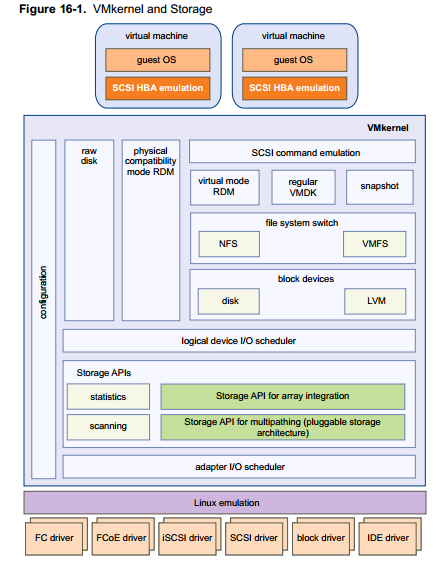 Figure 16-1. VMkernel and Storage
virtual machine
guest OS
SCSI HBA emulation
virtual machine
guest OS
SCSI HBA emulation
VMkernel
configuration
raw
disk
physical
compatibility
mode RDM
SCSI command emulation
virtual mode
RDM
regular
VMDK
snapshot
file system switch
NFS
VMFS
block devices
disk
LVM
logical device I/O scheduler
Storage APIs
statistics
Storage API for array integration
scanning
Storage API for multipathing (pluggable storage
architecture)
adapter I/O scheduler
Linux emulation
FC driver
FCoE driver
iSCSI driver
SCSI driver
block driver
IDE driver